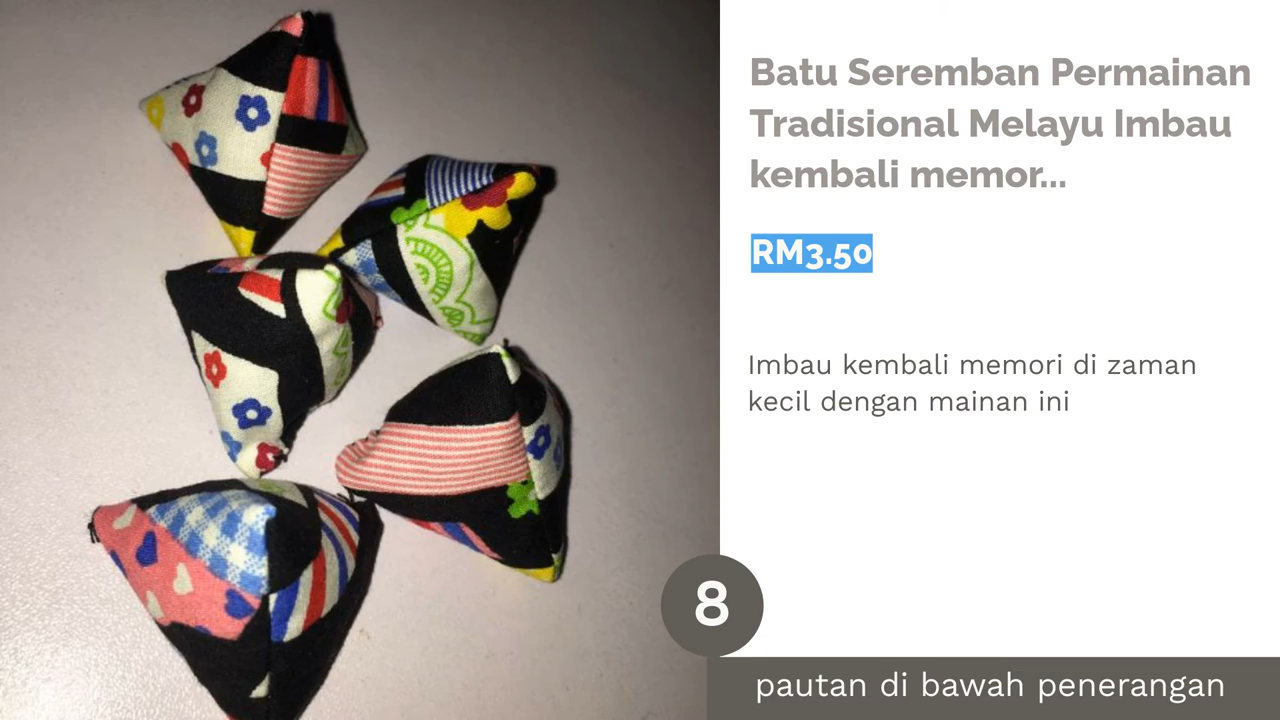 Batu Seremban Permainan
Tradisional Melayu Imbau
kembali memor...
RM3.50
Imbau kembali memori di zaman
kecil dengan mainan ini
8
pautan di bawah penerangan